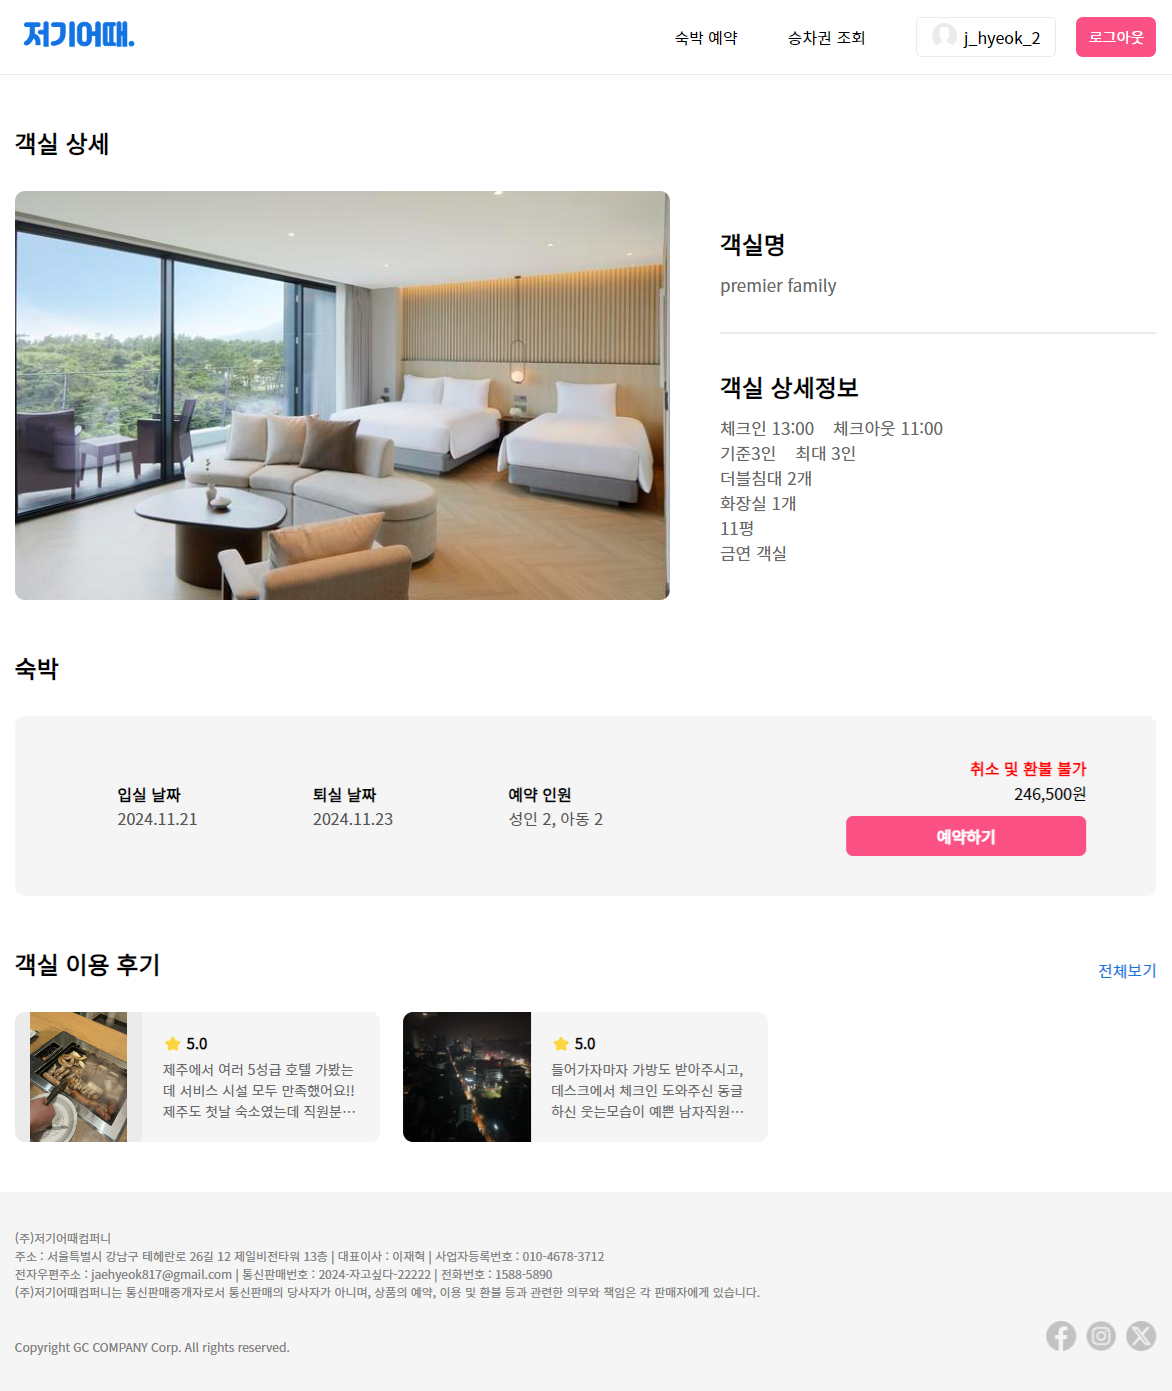 저기어때.
숙박 예약 승차권 조회 j_hyeok_2 로그아웃
객실 상세
객실명
premier family
객실 상세정보
체크인 13:00 체크아웃 11:00
기준3인 최대 3인
더블침대 2개
화장실 1개
11평
금연 객실
숙박
입실 날짜
2024.11.21
퇴실 날짜
2024.11.23
예약 인원
성인 2, 아동 2
취소 및 환불 불가
246,500원
예약하기
객실 이용 후기
전체보기
5.0
제주에서 여러 5성급 호텔 가봤는
데 서비스 시설 모두 만족했어요!!
제주도 첫날 숙소였는데 직원분…
5.0
들어가자마자 가방도 받아주시고,
데스크에서 체크인 도와주신 동글
하신 웃는모습이 예쁜 남자직원…
(주)저기어때컴퍼니
주소 : 서울특별시 강남구 테헤란로 26길 12 제일비전타워 13층 | 대표이사 : 이재혁 | 사업자등록번호 : 010-4678-3712
전자우편주소 : jaehyeok817@gmail.com | 통신판매번호 : 2024-자고싶다-22222 | 전화번호 : 1588-5890
(주)저기어때컴퍼니는 통신판매중개자로서 통신판매의 당사자가 아니며, 상품의 예약, 이용 및 환불 등과 관련한 의무와 책임은 각 판매자에게 있습니다.
Copyright GC COMPANY Corp. All rights reserved.